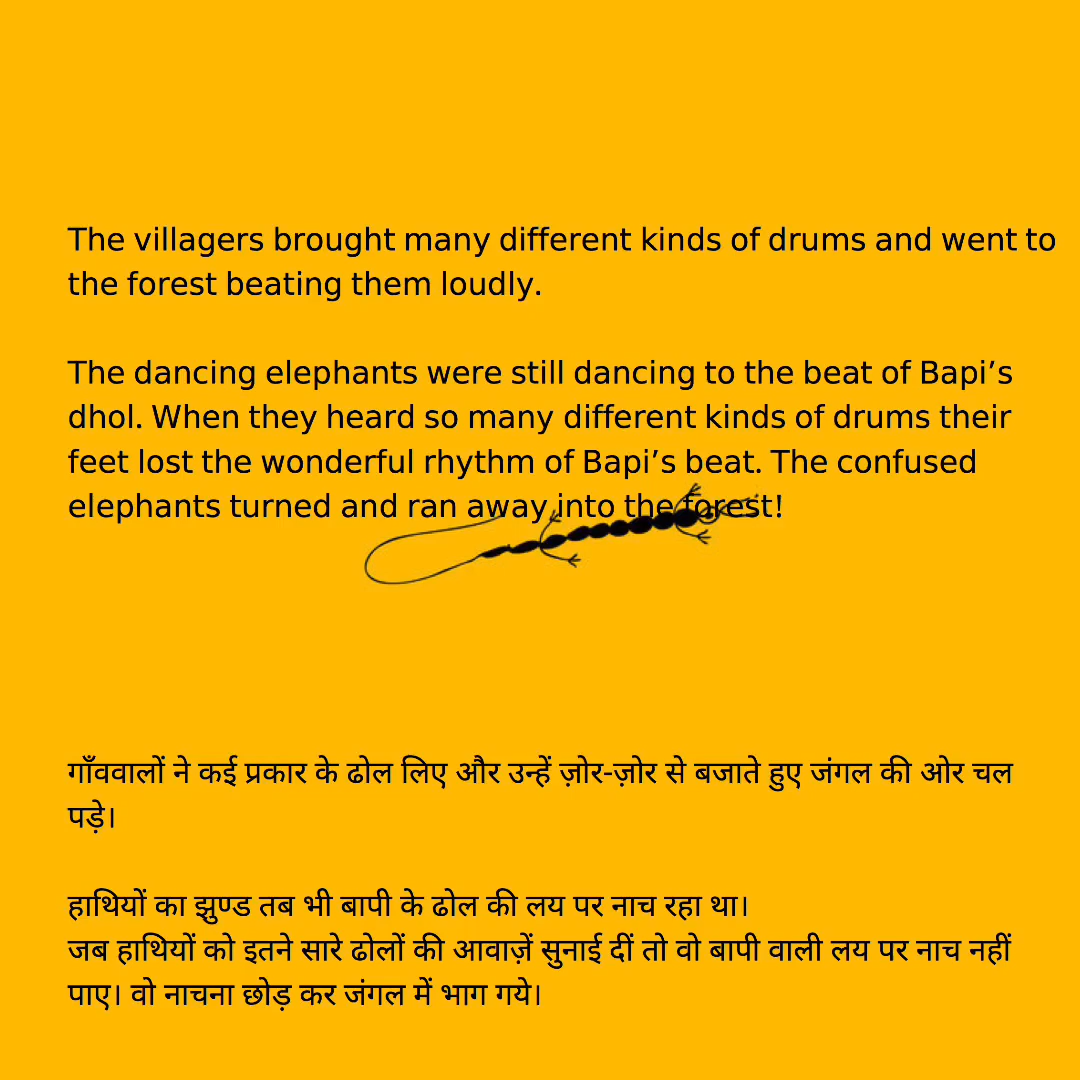 The villagers brought many different kinds of drums and went to
the forest beating them loudly.
The dancing elephants were still dancing to the beat of Bapi’s
dhol. When they heard so many different kinds of drums their
feet lost the wonderful rhythm of Bapi’s beat. The confused
elephants turned and ran away into the forest!
गाँववालों ने कई प्रकार के ढोल लिए और उन्हें ज़ोर-ज़ोर से बजाते हुए जंगल की ओर चल
पड़े।
हाथियों का झुण्ड तब भी बापी के ढोल की लय पर नाच रहा था।
जब हाथियों को इतने सारे ढोलों की आवाज़ें सुनाई दीं तो वो बापी वाली लय पर नाच नहीं
पाए। वो नाचना छोड़ कर जंगल में भाग गये।